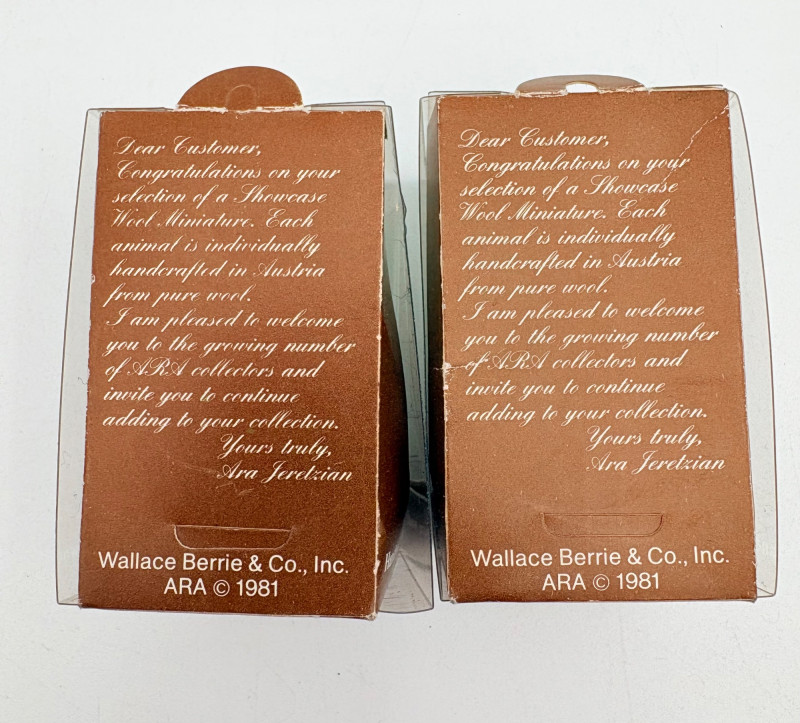 Dear Customer,
Congratulations on your
selection of a Showcase
Wool Miniature. Each
animal is individually
handcrafted in Austria
from pure wool.
I am pleased to welcome
you to the growing number
of ARA collectors and
invite you to continue
adding to your collection.
Yours truly,
Ara Jeretzian
Wallace Berrie & Co., Inc.
ARA © 1981
Dear Customer,
Congratulations on your
selection of a Showcase
Wool Miniature. Each
animal is individually
handcrafted in Austria
from pure wool.
I am pleased to welcome
you to the growing number
of ARA collectors and
invite you to continue
adding to your collection.
Yours truly,
Ara Jeretzian
Wallace Berrie & Co., Inc.
ARA © 1981